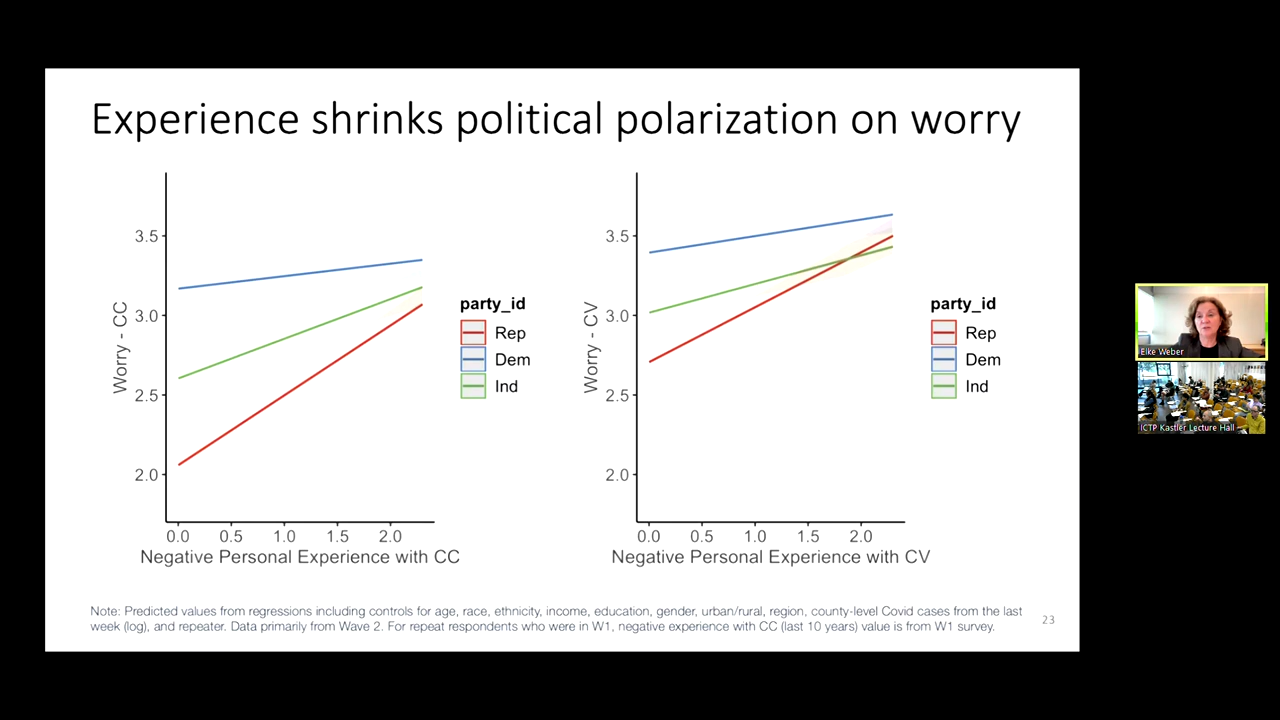 Experience shrinks political polarization on worry
3.5
3.0
2.5
2.0
Worry - CC
0.0 0.5 1.0 1.5 2.0
Negative Personal Experience with CC
party_id
Rep
Dem
Ind
3.5
3.0
2.5
2.0
Worry - CV
0.0 0.5 1.0 1.5 2.0
Negative Personal Experience with CV
party_id
Rep
Dem
Ind
Note: Predicted values from regressions including controls for age, race, ethnicity, income, education, gender, urban/rural, region, county-level Covid cases from the last
week (log), and repeater. Data primarily from Wave 2. For repeat respondents who were in W1, negative experience with CC (last 10 years) value is from W1 survey.
23
Elke Weber
ICTP Kastler Lecture Hall